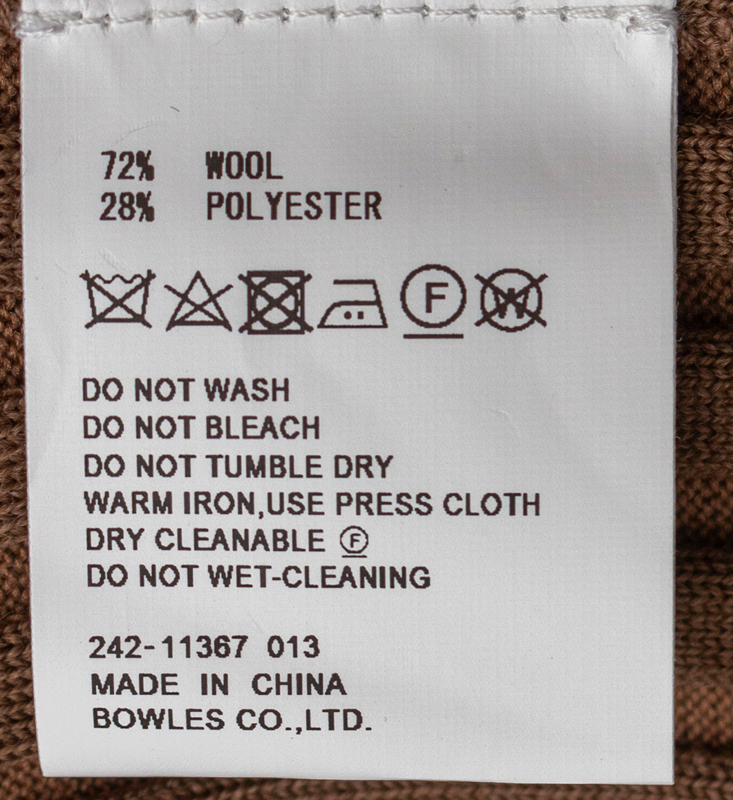 72% WOOL
28% POLYESTER
F W
DO NOT WASH
DO NOT BLEACH
DO NOT TUMBLE DRY
WARM IRON,USE PRESS CLOTH
DRY CLEANABLE Ⓕ
DO NOT WET-CLEANING
242-11367 013
MADE IN CHINA
BOWLES CO.,LTD.